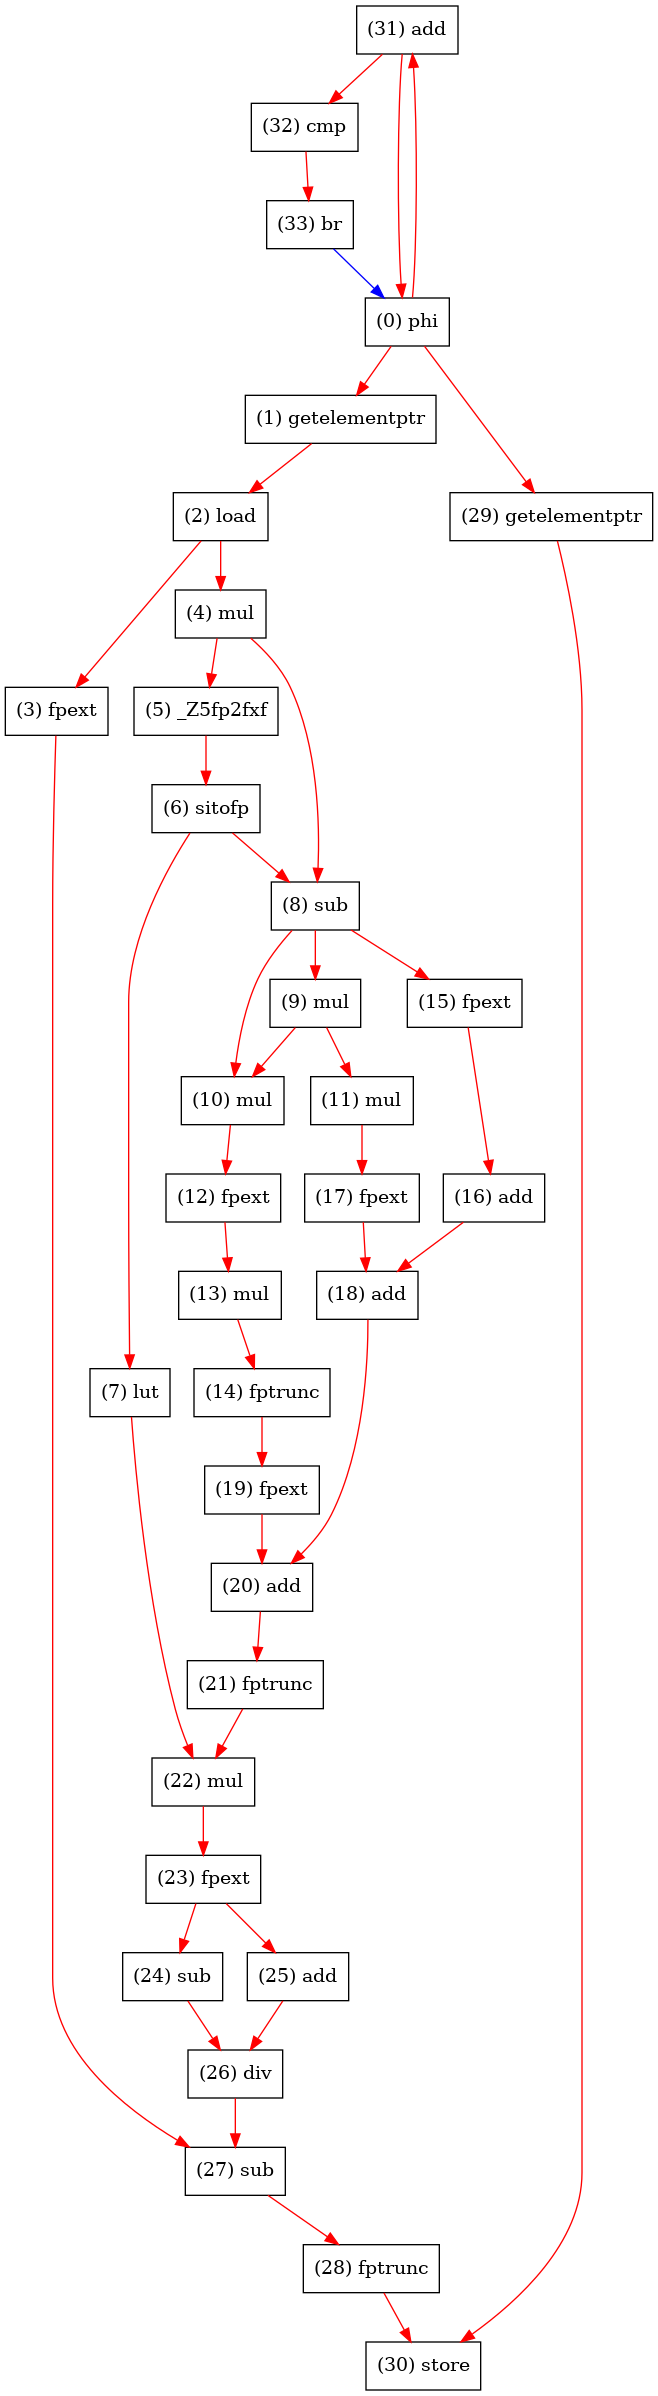 (31) add
(32) cmp
(33) br
(0) phi
(1) getelementptr
(2) load
(29) getelementptr
(4) mul
(3) fpext
(5) _Z5fp2fxf
(6) sitofp
(8) sub
(9) mul
(15) fpext
(10) mul
(11) mul
(12) fpext
(17) fpext
(16) add
(13) mul
(18) add
(7) lut
(14) fptrunc
(19) fpext
(20) add
(21) fptrunc
(22) mul
(23) fpext
(24) sub
(25) add
(26) div
(27) sub
(28) fptrunc
(30) store